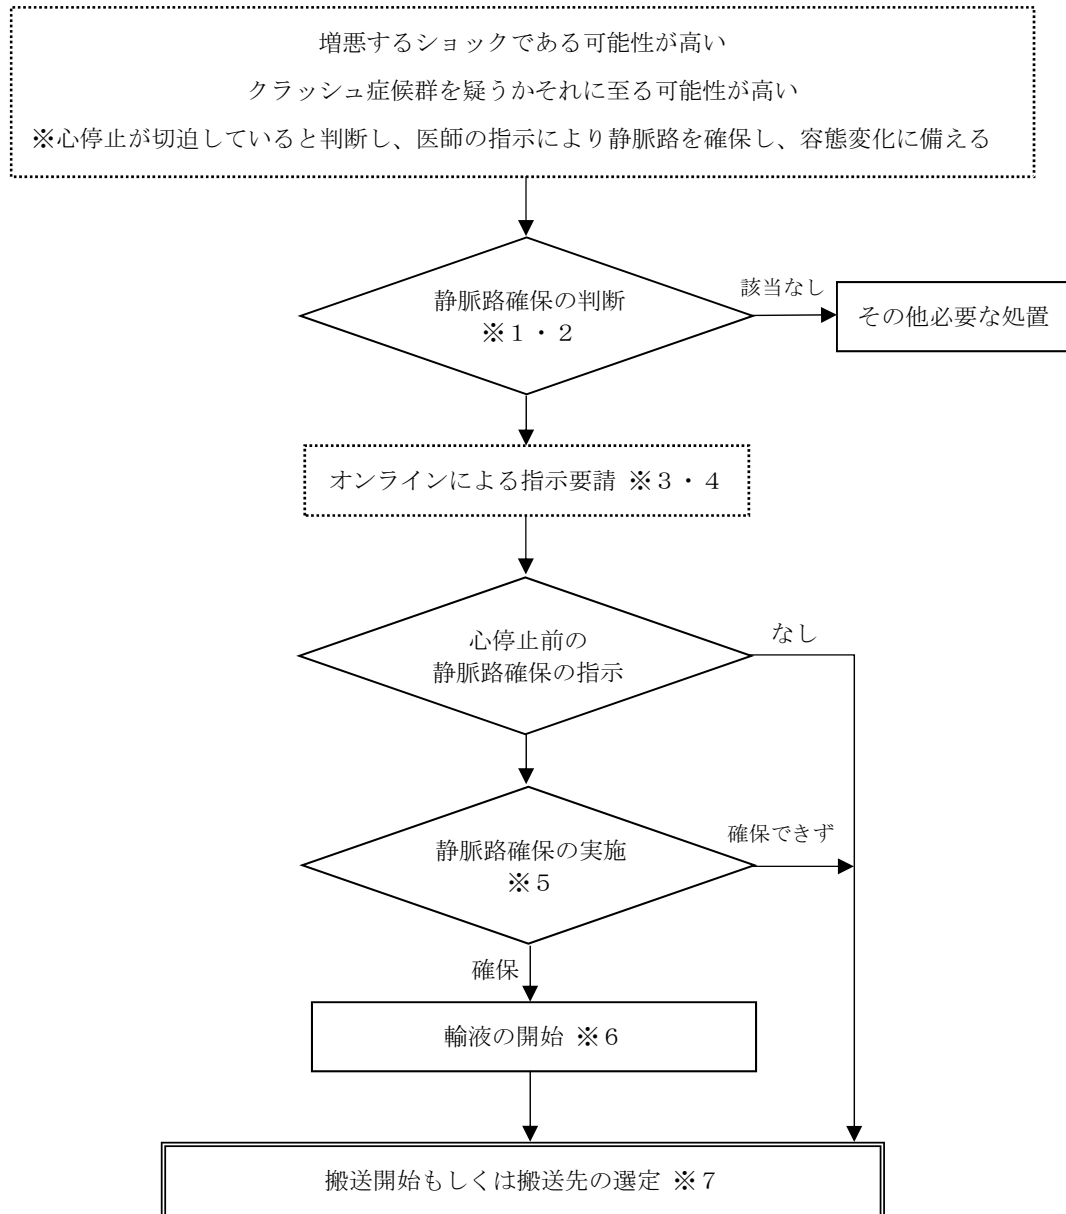 増悪するショックである可能性が高い
クラッシュ症候群を疑うかそれに至る可能性が高い
※心停止が切迫していると判断し、医師の指示により静脈路を確保し、容態変化に備える
静脈路確保の判断
※１・２
該当なし
その他必要な処置
オンラインによる指示要請 ※３・４
心停止前の
静脈路確保の指示
なし
静脈路確保の実施
※５
確保できず
確保
輸液の開始 ※６
搬送開始もしくは搬送先の選定 ※７